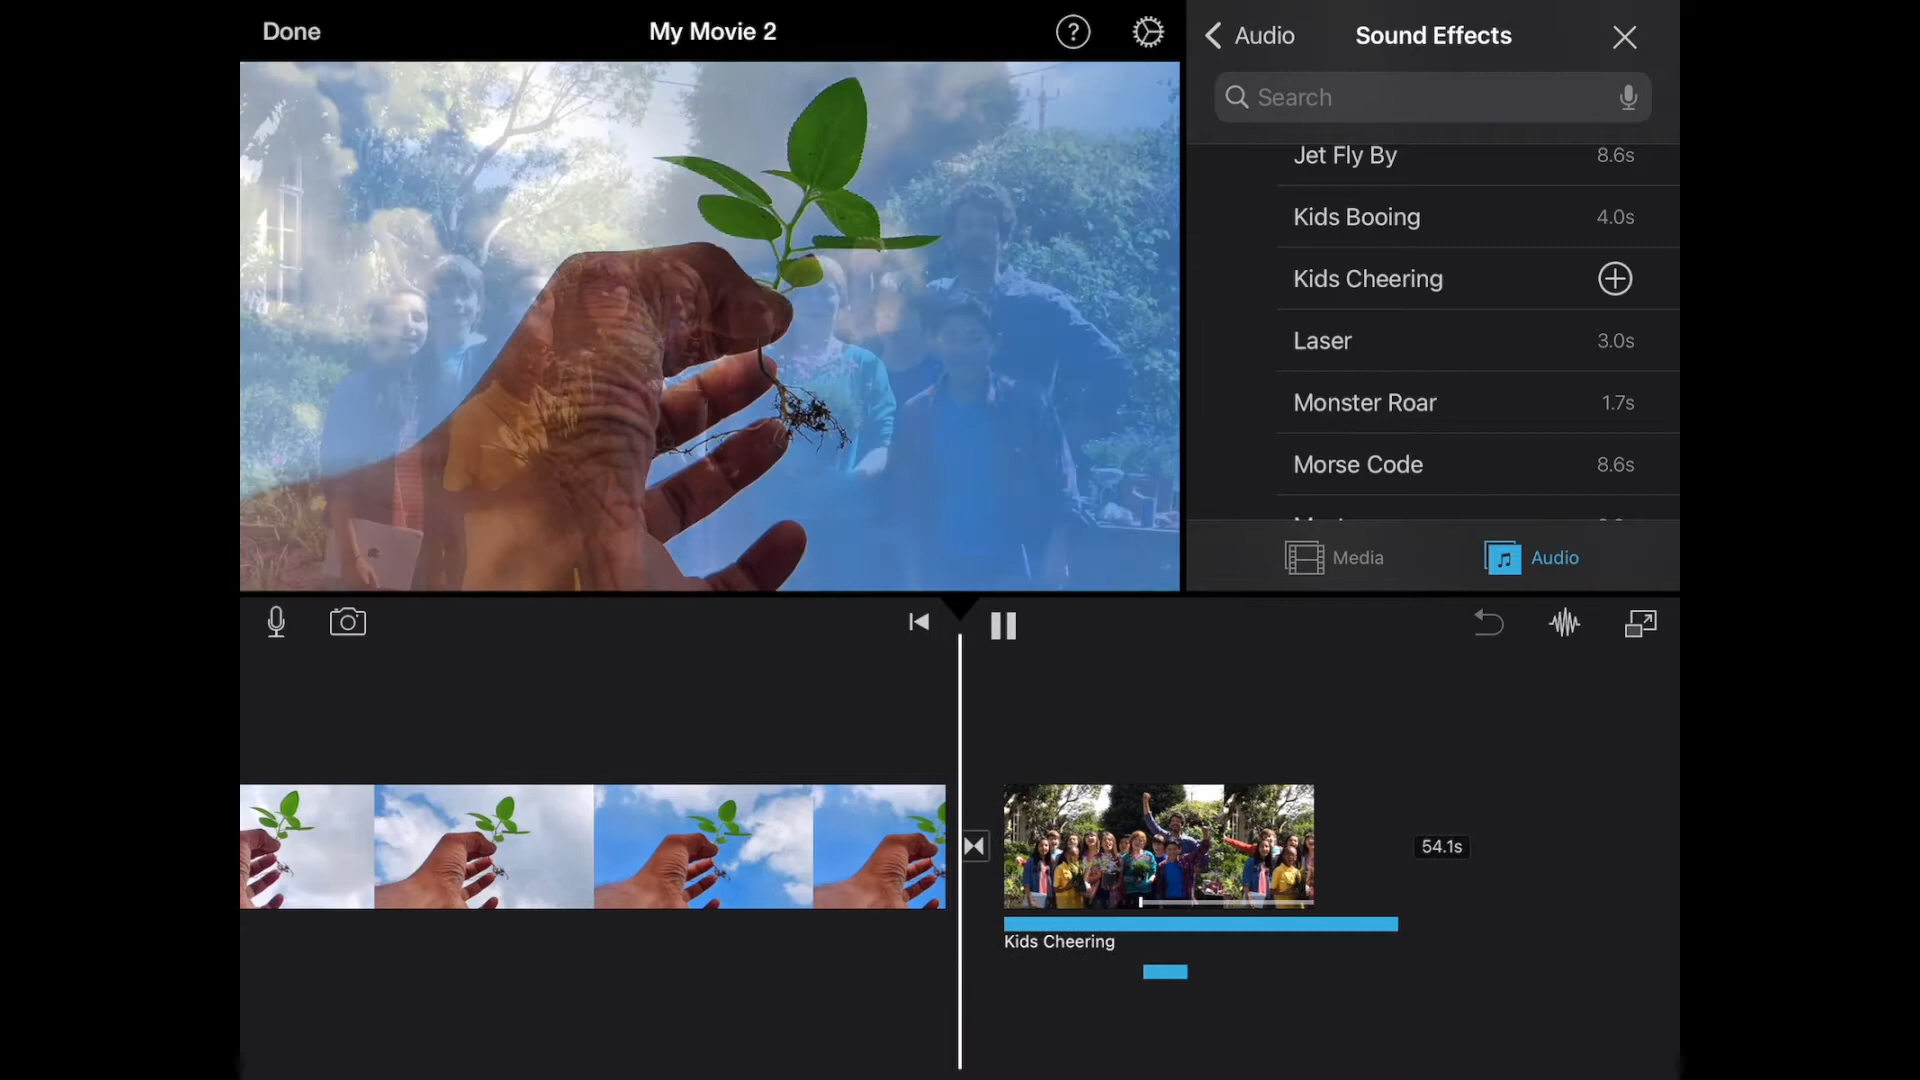 Done
My Movie 2
?
Audio
Sound Effects
Search
Jet Fly By 8.6s
Kids Booing 4.0s
Kids Cheering
Laser 3.0s
Monster Roar 1.7s
Morse Code 8.6s
Media
Audio
54.1s
Kids Cheering